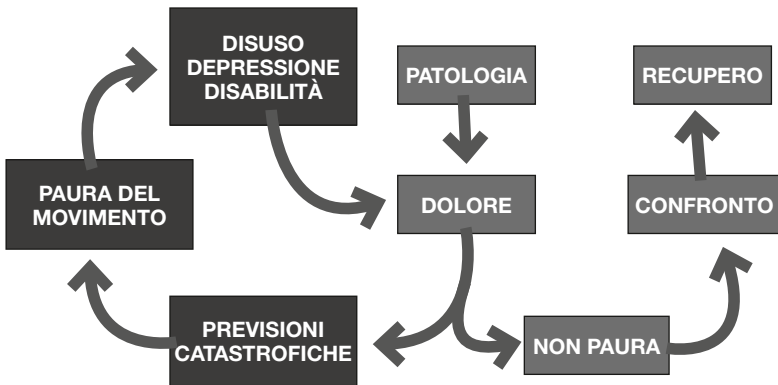 DISUSO
DEPRESSIONE
DISABILITÀ
PATOLOGIA
RECUPERO
PAURA DEL
MOVIMENTO
DOLORE
CONFRONTO
PREVISIONI
CATASTROFICHE
NON PAURA